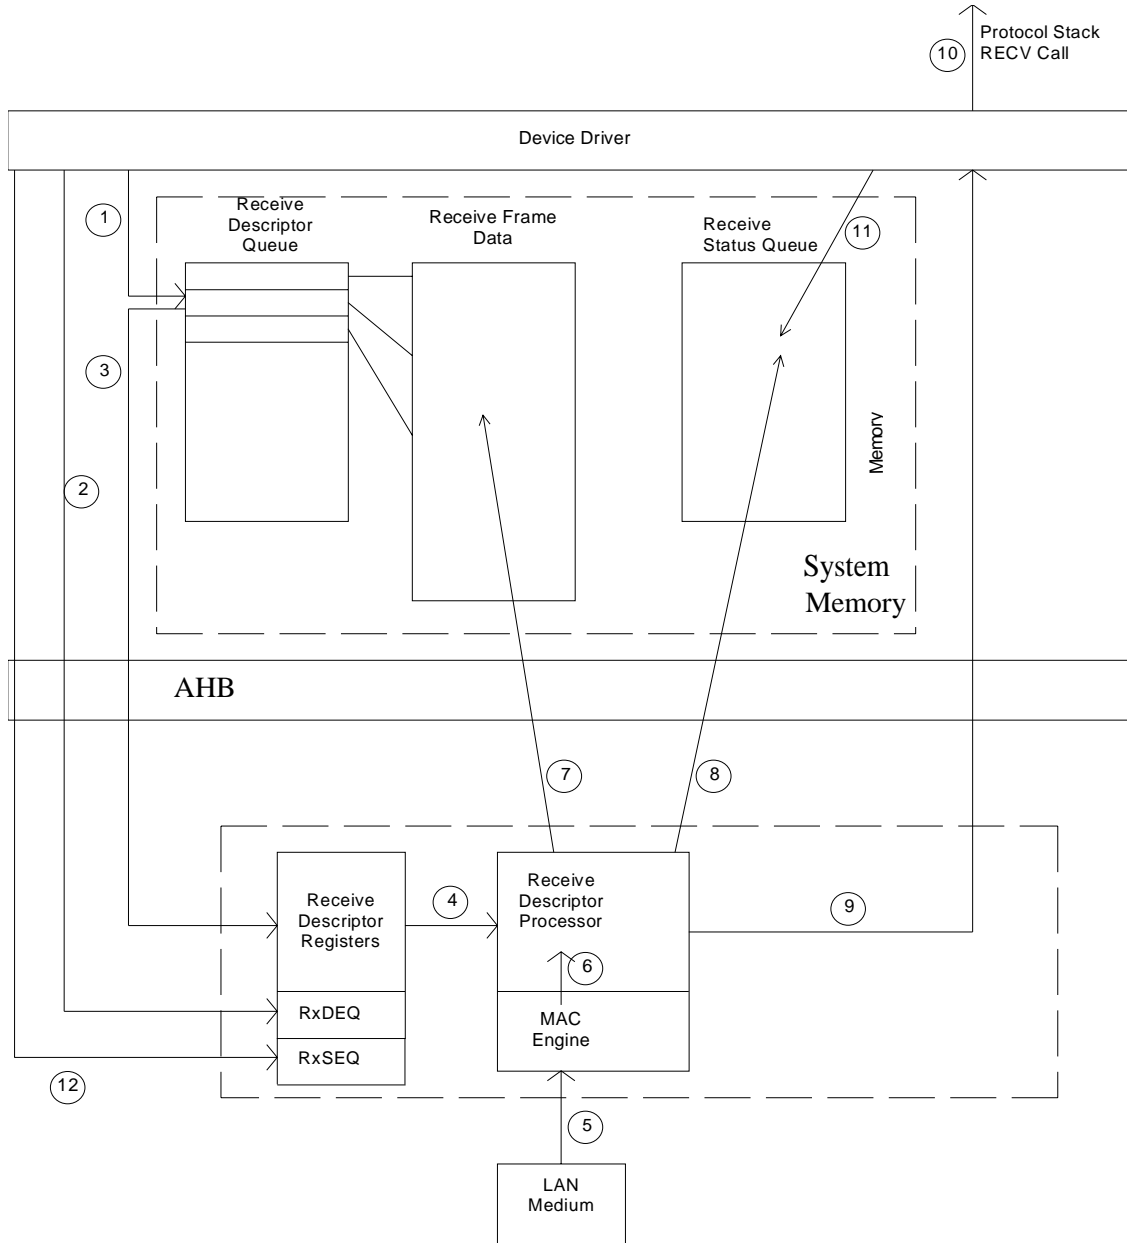 Protocol Stack
RECV Call
10
Device Driver
1
Receive
Descriptor
Queue
Receive Frame
Data
Receive
Status Queue
11
3
2
Memory
System
Memory
AHB
7
8
Receive
Descriptor
Registers
4
Receive
Descriptor
Processor
9
6
RxDEQ
MAC
Engine
RxSEQ
12
5
LAN
Medium